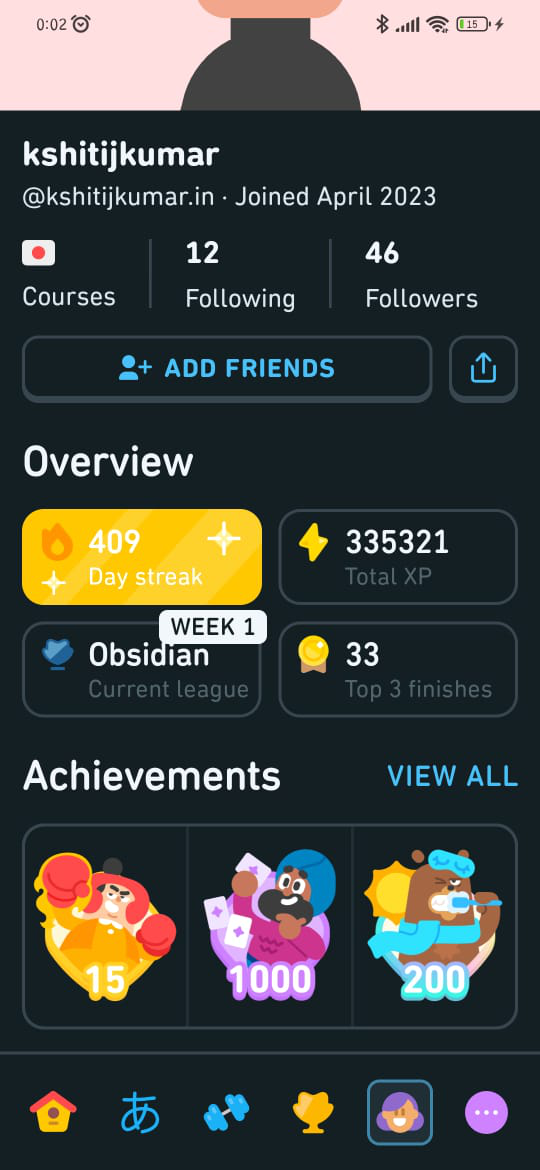 0:02
15
kshitijkumar
@kshitijkumar.in · Joined April 2023
12
46
Courses
Following
Followers
ADD FRIENDS
Overview
409
Day streak
335321
Total XP
WEEK 1
Obsidian
Current league
33
Top 3 finishes
Achievements
VIEW ALL
15
1000
200
あ